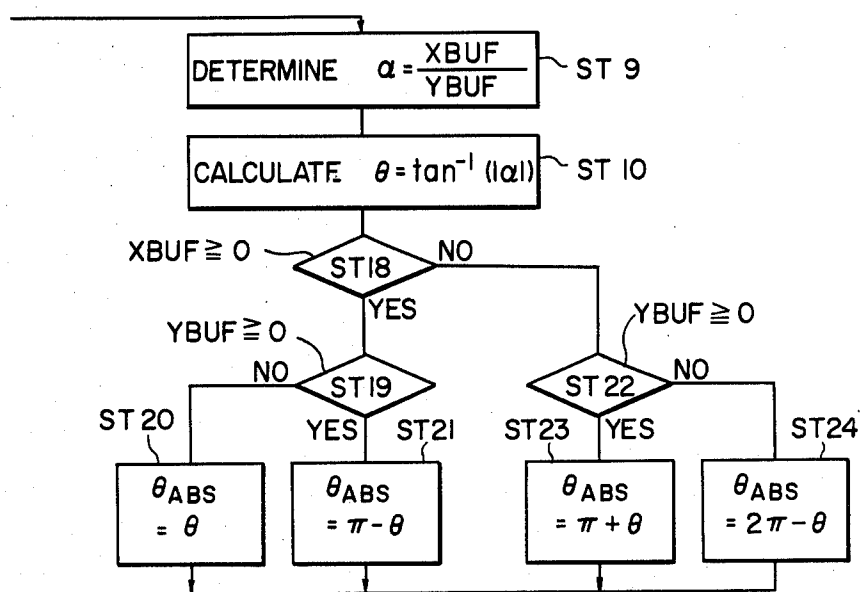 DETERMINE α = XBUF / YBUF
ST 9
CALCULATE θ = tan⁻¹ (|α|)
ST 10
XBUF ≧ 0
ST18
NO
YES
YBUF ≧ 0
YBUF ≧ 0
NO
ST19
ST 22
NO
ST 20
YES
ST21
ST23
YES
ST24
θABS
= θ
θABS
= π - θ
θABS
= π + θ
θABS
= 2π - θ